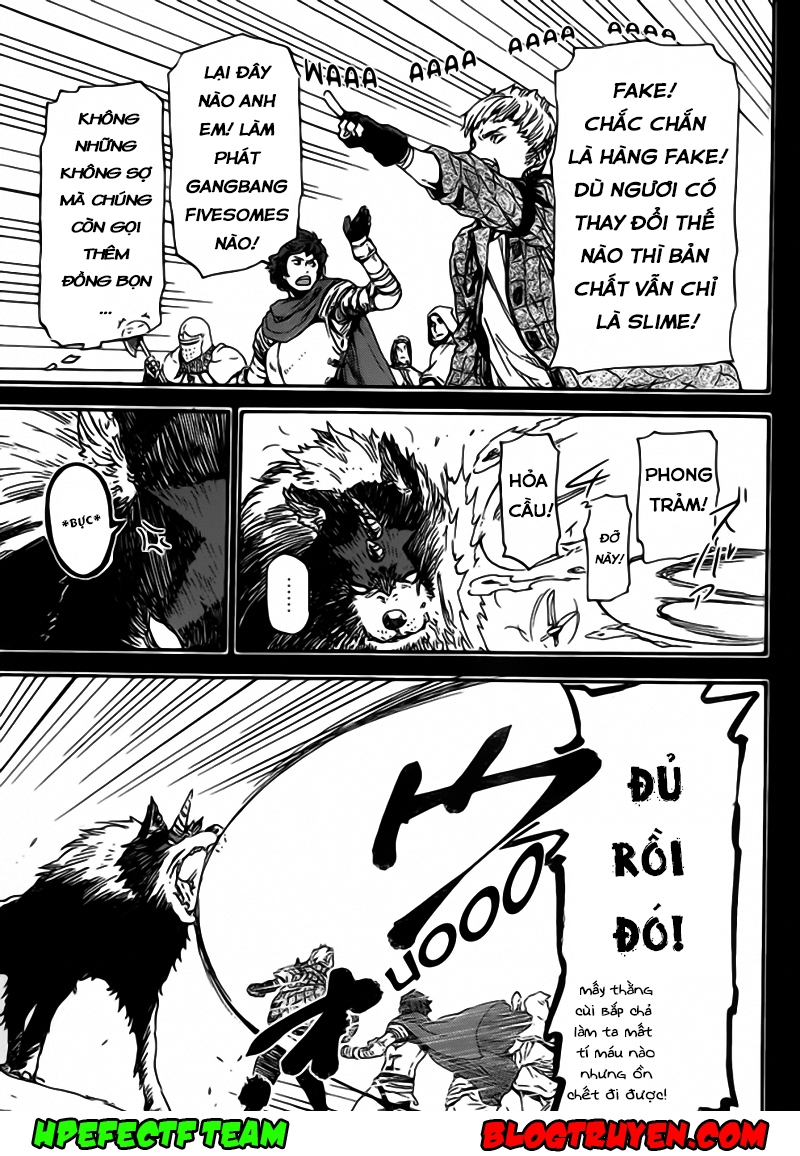 WAAA AAAA AAAA AAAA
FAKE!
CHẮC CHẮN
LÀ HÀNG FAKE!
DÙ NGƯƠI CÓ
THAY ĐỔI THẾ
NÀO THÌ BẢN
CHẤT VẪN CHỈ
LÀ SLIME!
LẠI ĐÂY
NÀO ANH
EM! LÀM
PHÁT
GANGBANG
FIVESOMES
NÀO!
KHÔNG
NHỮNG
KHÔNG SỢ
MÀ CHÚNG
CÒN GỌI
THÊM
ĐỒNG BỌN
...
PHONG
TRẢM!
ĐỠ
NÀY!
HỎA
CẦU!
......
*BỰC*
ĐỦ
RỒI
ĐÓ!
mấy thằng
cùi bắp chả
làm ta mất
tí máu nào
nhưng ồn
chết đi được!
UOOO
HPEFECTF TEAM
BLOGTRUYEN.COM